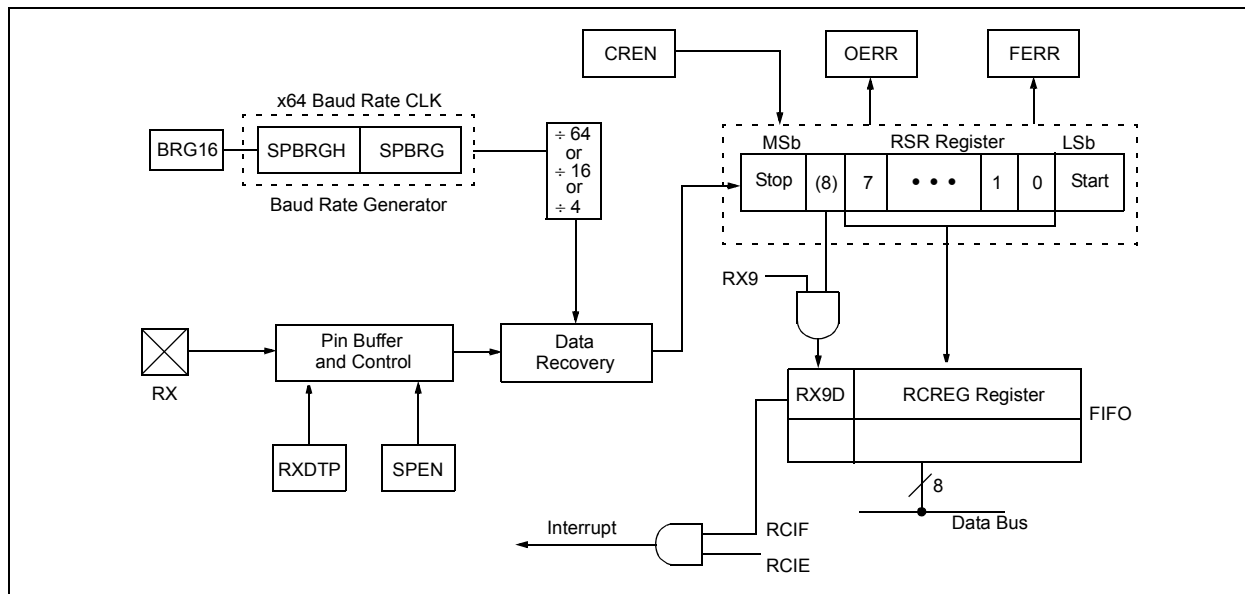 CREN
OERR
FERR
x64 Baud Rate CLK
BRG16
SPBRGH
SPBRG
Baud Rate Generator
÷ 64
or
÷ 16
or
÷ 4
MSb
RSR Register
LSb
Stop
(8)
7
• • •
1
0
Start
RX9
RX
Pin Buffer
and Control
Data
Recovery
RXDTP
SPEN
RX9D
RCREG Register
FIFO
8
Data Bus
Interrupt
RCIF
RCIE